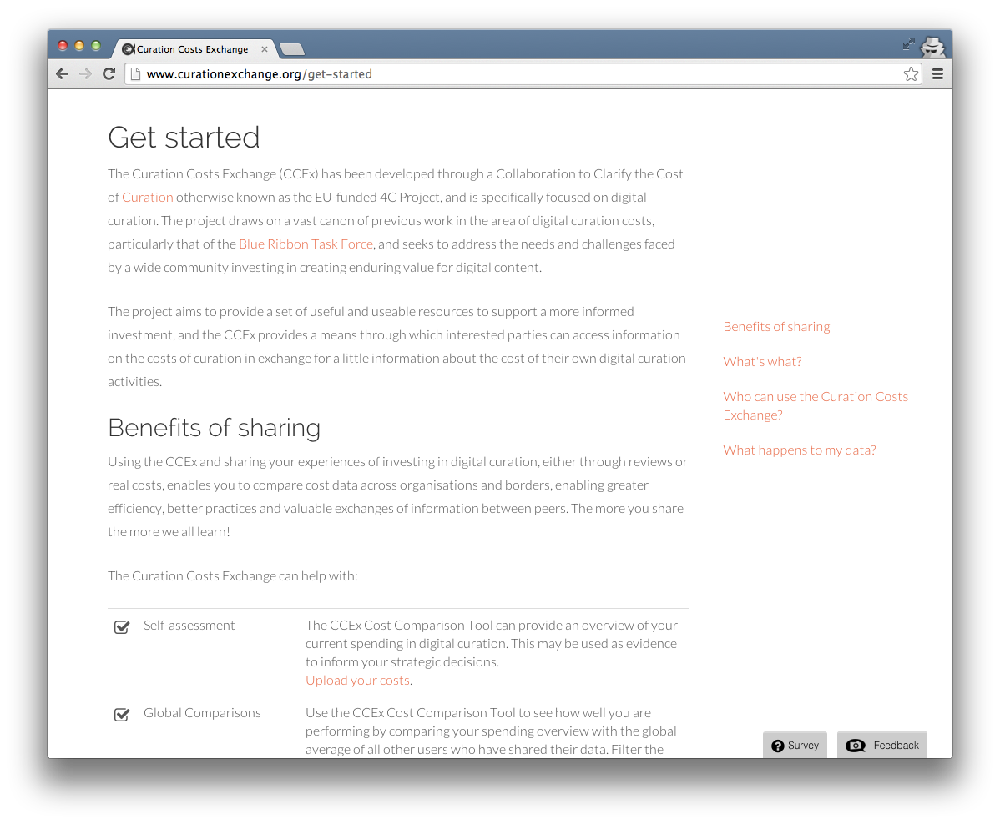 Curation Costs Exchange
www.curationexchange.org/get-started
Get started
The Curation Costs Exchange (CCEx) has been developed through a Collaboration to Clarify the Cost
of Curation otherwise known as the EU-funded 4C Project, and is specifically focused on digital
curation. The project draws on a vast canon of previous work in the area of digital curation costs,
particularly that of the Blue Ribbon Task Force, and seeks to address the needs and challenges faced
by a wide community investing in creating enduring value for digital content.
The project aims to provide a set of useful and useable resources to support a more informed
investment, and the CCEx provides a means through which interested parties can access information
on the costs of curation in exchange for a little information about the cost of their own digital curation
activities.
Benefits of sharing
Using the CCEx and sharing your experiences of investing in digital curation, either through reviews or
real costs, enables you to compare cost data across organisations and borders, enabling greater
efficiency, better practices and valuable exchanges of information between peers. The more you share
the more we all learn!
The Curation Costs Exchange can help with:
Self-assessment
The CCEx Cost Comparison Tool can provide an overview of your
current spending in digital curation. This may be used as evidence
to inform your strategic decisions.
Upload your costs.
Global Comparisons
Use the CCEx Cost Comparison Tool to see how well you are
performing by comparing your spending overview with the global
average of all other users who have shared their data. Filter the
Benefits of sharing
What's what?
Who can use the Curation Costs
Exchange?
What happens to my data?
Survey
Feedback